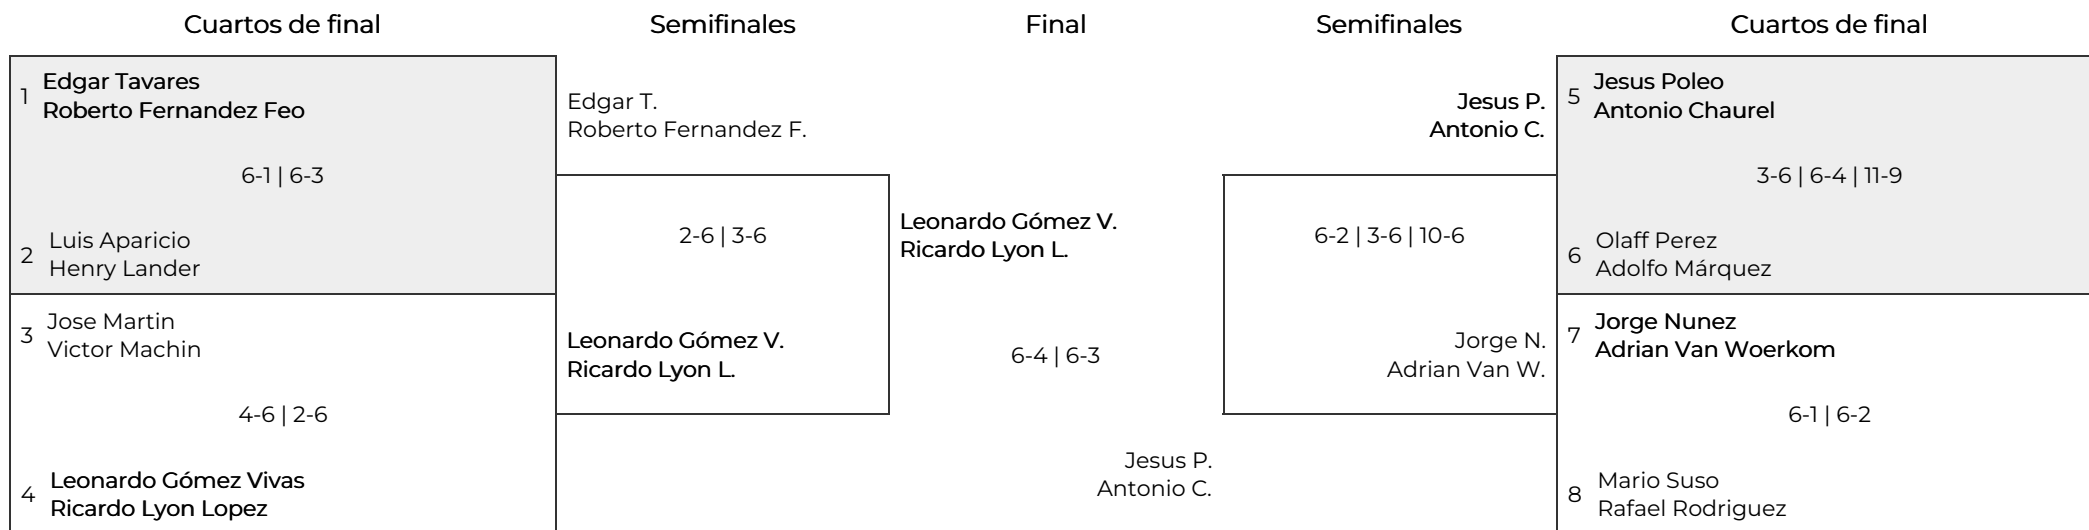 Cuartos de final
Semifinales
Final
Semifinales
Cuartos de final
1
Edgar Tavares
Roberto Fernandez Feo
6-1 | 6-3
2
Luis Aparicio
Henry Lander
3
Jose Martin
Victor Machin
4-6 | 2-6
4
Leonardo Gómez Vivas
Ricardo Lyon Lopez
Edgar T.
Roberto Fernandez F.
2-6 | 3-6
Leonardo Gómez V.
Ricardo Lyon L.
Leonardo Gómez V.
Ricardo Lyon L.
6-4 | 6-3
Jesus P.
Antonio C.
Jesus P.
Antonio C.
6-2 | 3-6 | 10-6
Jorge N.
Adrian Van W.
5
Jesus Poleo
Antonio Chaurel
3-6 | 6-4 | 11-9
6
Olaff Perez
Adolfo Márquez
7
Jorge Nunez
Adrian Van Woerkom
6-1 | 6-2
8
Mario Suso
Rafael Rodriguez